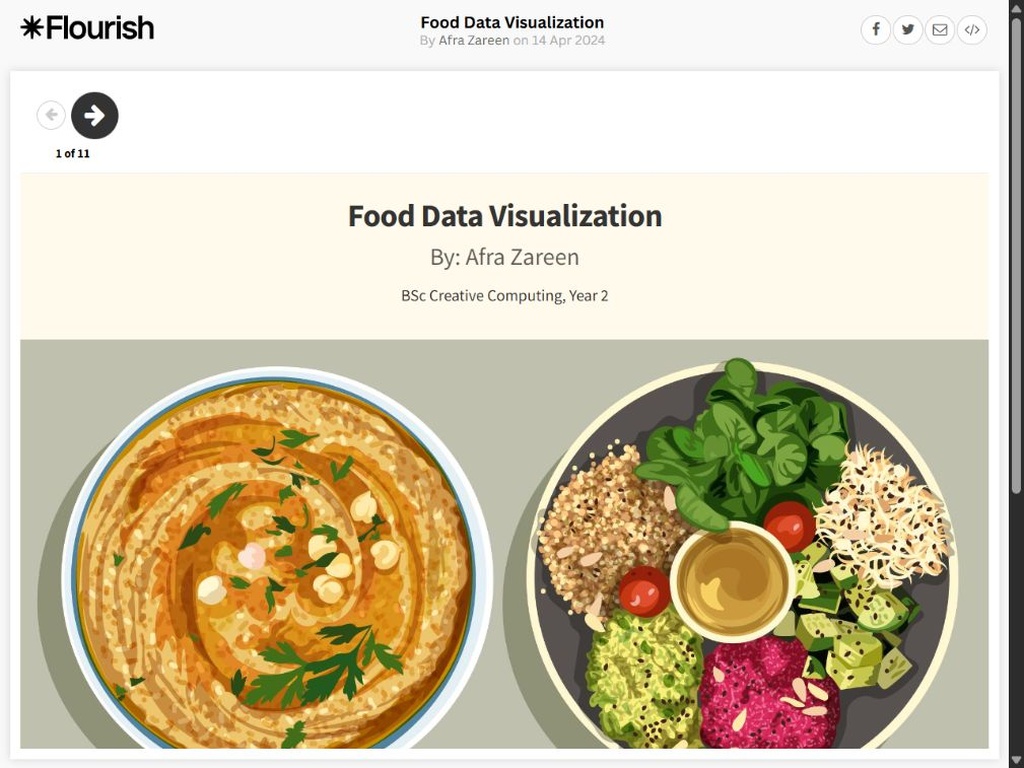 Flourish
Food Data Visualization
By Afra Zareen on 14 Apr 2024
1 of 11
Food Data Visualization
By: Afra Zareen
BSc Creative Computing, Year 2